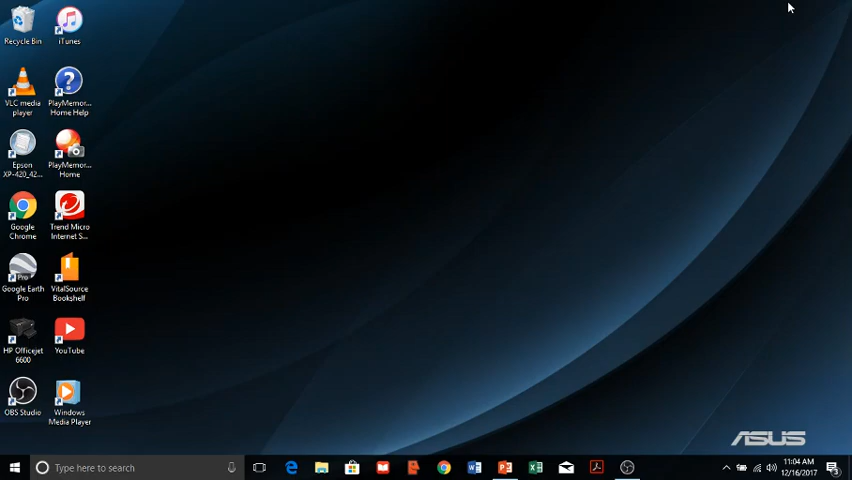 Recycle Bin
iTunes
VLC media
player
PlayMemor...
Home Help
Epson
XP-420_42...
PlayMemor...
Home
Google
Chrome
Trend Micro
Internet S...
Pro
Google Earth
Pro
VitalSource
Bookshelf
HP Officejet
6600
YouTube
OBS Studio
Windows
Media Player
ASUS
Type here to search
11:04 AM
12/16/2017
3